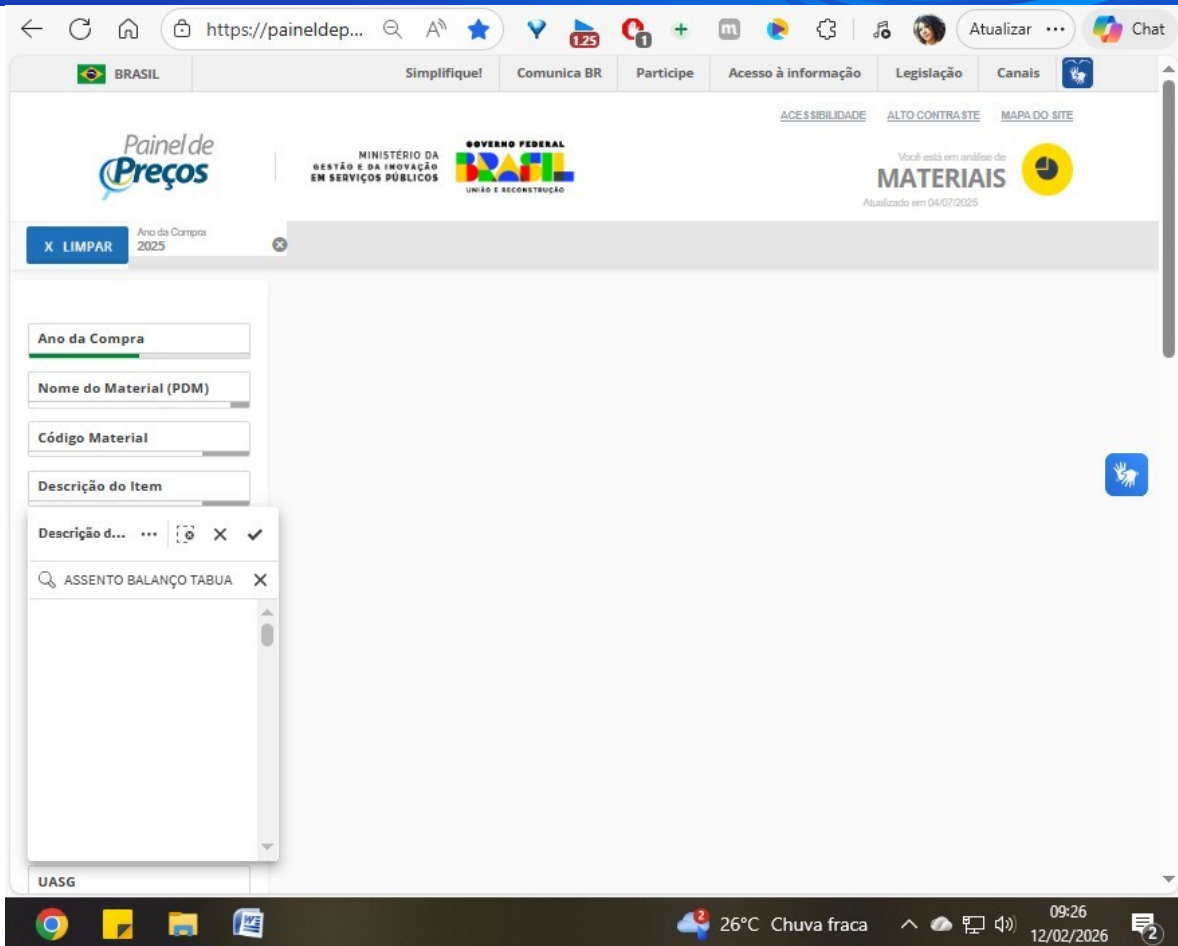 https://paineldep...
1.25
1
m
Atualizar
Chat
BRASIL
Simplifique!
Comunica BR
Participe
Acesso à informação
Legislação
Canais
ACESSIBILIDADE
ALTO CONTRASTE
MAPA DO SITE
Painel de
Preços
MINISTÉRIO DA
GESTÃO E DA INOVAÇÃO
EM SERVIÇOS PÚBLICOS
GOVERNO FEDERAL
BRASIL
UNIÃO E RECONSTRUÇÃO
Você está em análise de
MATERIAIS
Atualizado em 04/07/2025
X LIMPAR
Ano da Compra
2025
Ano da Compra
Nome do Material (PDM)
Código Material
Descrição do Item
Descrição d... ···
ASSENTO BALANÇO TABUA
UASG
2
26°C Chuva fraca
09:26
12/02/2026
2